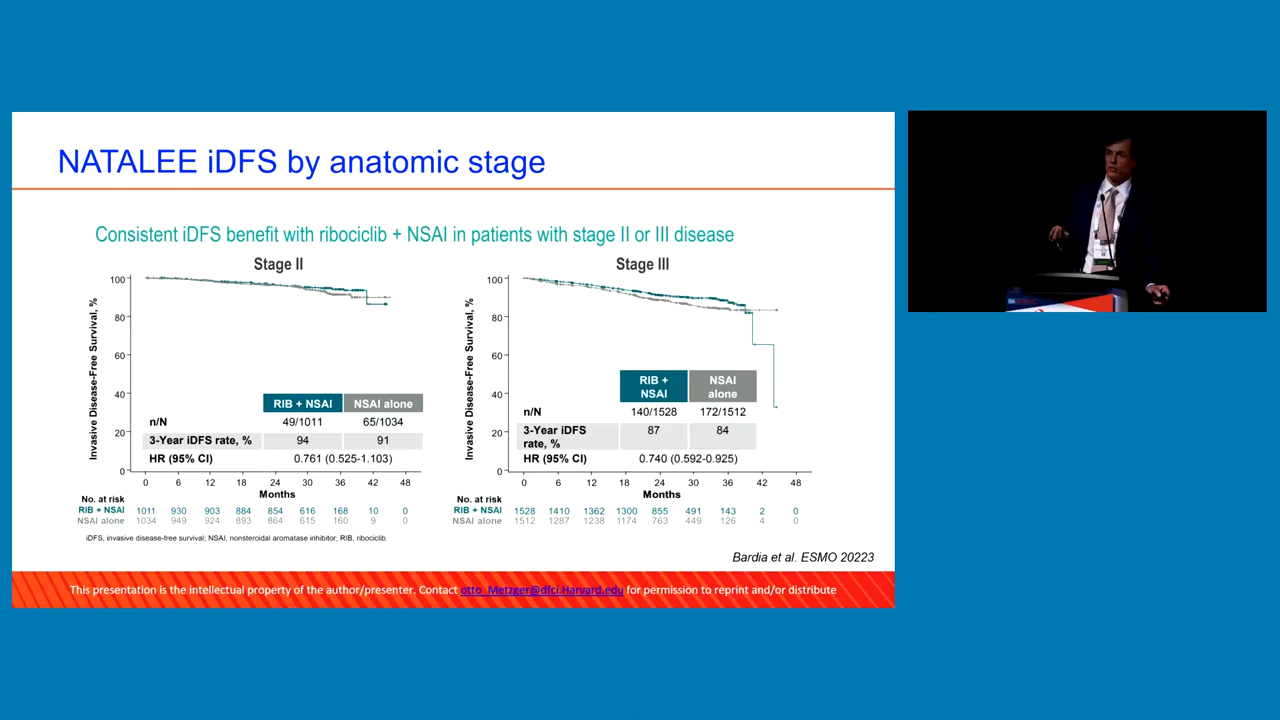 NATALEE iDFS by anatomic stage
Consistent iDFS benefit with ribociclib + NSAI in patients with stage II or III disease
Stage II
Invasive Disease-Free Survival, %
100
80
60
40
20
0
RIB + NSAI NSAI alone
n/N 49/1011 65/1034
3-Year iDFS rate, % 94 91
HR (95% CI) 0.761 (0.525-1.103)
0 6 12 18 24 30 36 42 48
Months
No. at risk
RIB + NSAI 1011 930 903 884 854 616 168 10 0
NSAI alone 1034 949 924 893 864 615 160 9 0
Stage III
Invasive Disease-Free Survival, %
100
80
60
40
20
0
RIB + NSAI
NSAI alone
n/N 140/1528 172/1512
3-Year iDFS rate, % 87 84
HR (95% CI) 0.740 (0.592-0.925)
0 6 12 18 24 30 36 42 48
Months
No. at risk
RIB + NSAI 1528 1410 1362 1300 855 491 143 2 0
NSAI alone 1512 1287 1238 1174 763 449 126 4 0
iDFS, invasive disease-free survival; NSAI, nonsteroidal aromatase inhibitor; RIB, ribociclib.
Bardia et al. ESMO 20223
This presentation is the intellectual property of the author/presenter. Contact otto_Metzger@dfci.Harvard.edu for permission to reprint and/or distribute